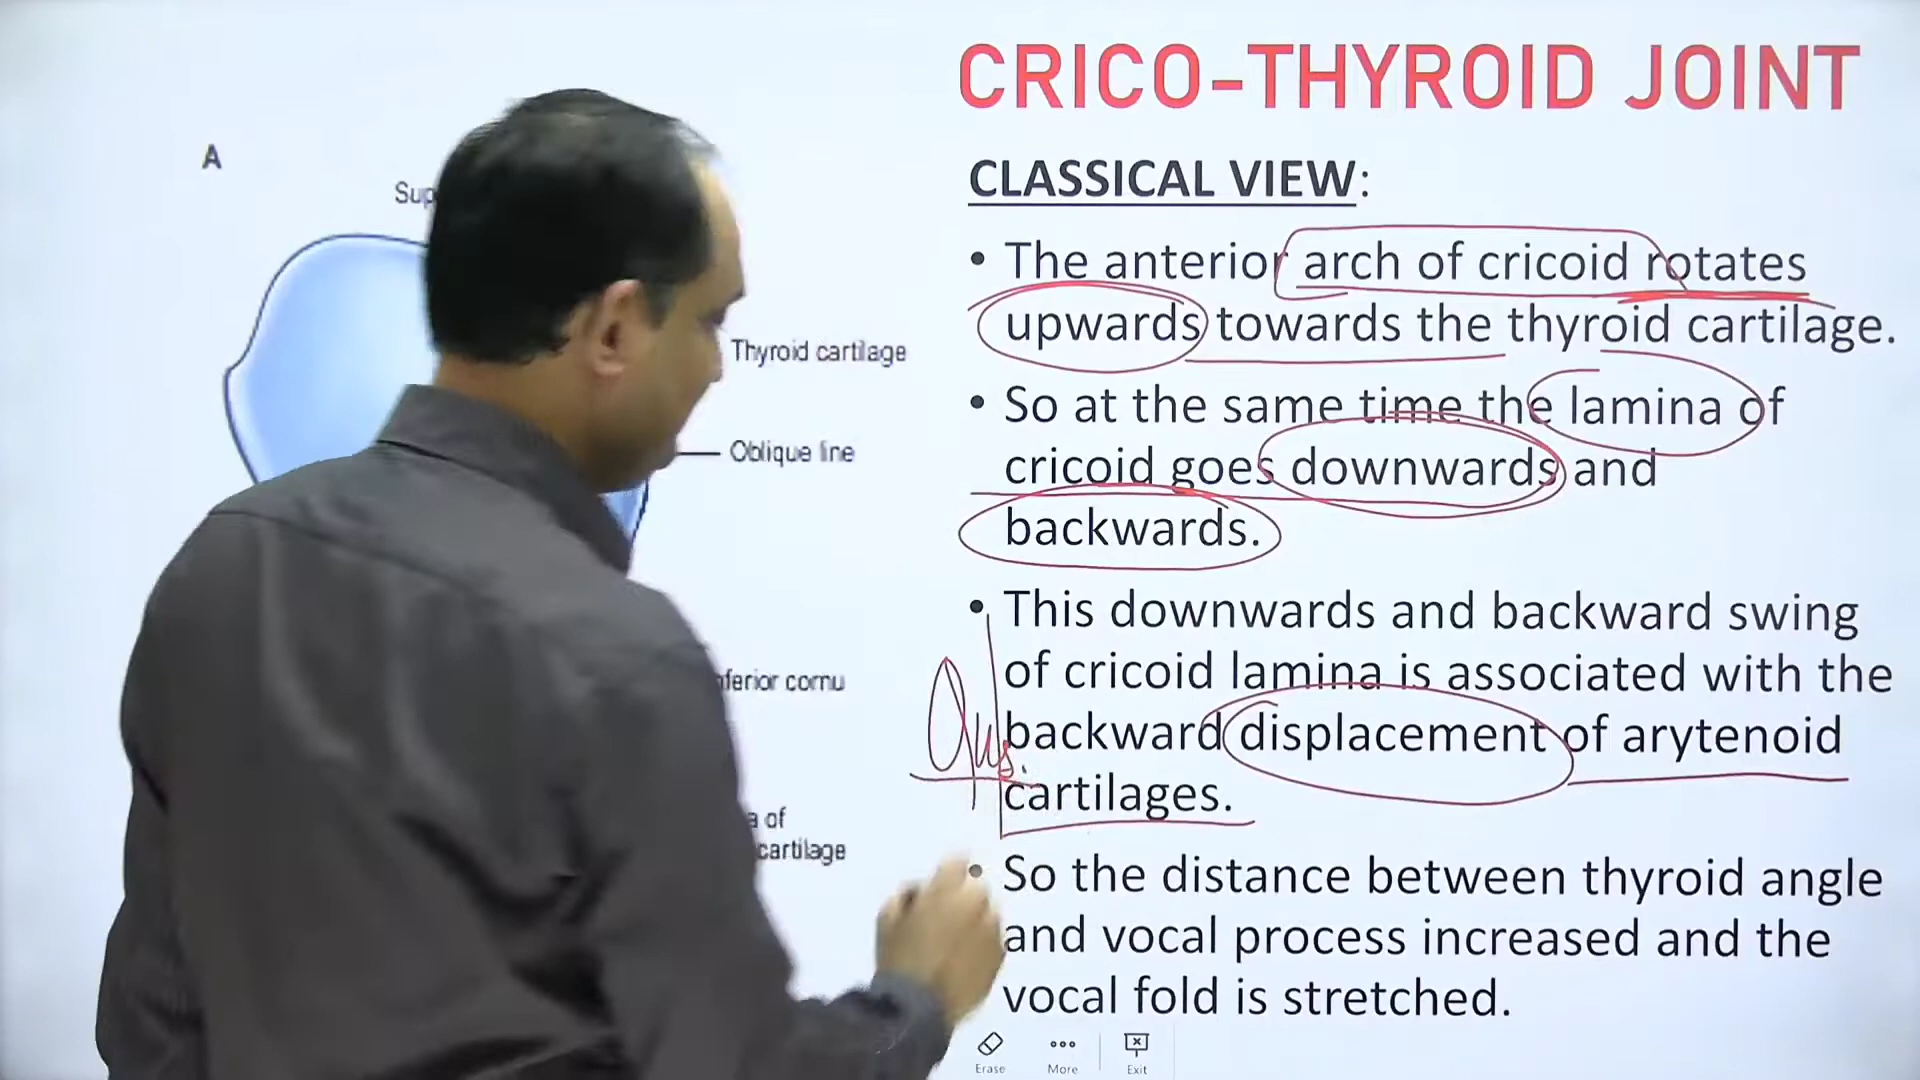 CRICO-THYROID JOINT
A
CLASSICAL VIEW:
• The anterior arch of cricoid rotates
upwards towards the thyroid cartilage.
• So at the same time the lamina of
cricoid goes downwards and
backwards.
• This downwards and backward swing
of cricoid lamina is associated with the
backward displacement of arytenoid
cartilages.
• So the distance between thyroid angle
and vocal process increased and the
vocal fold is stretched.
Sup
Thyroid cartilage
Oblique line
ferior cornu
of
cartilage
Qus.
Erase
More
Exit